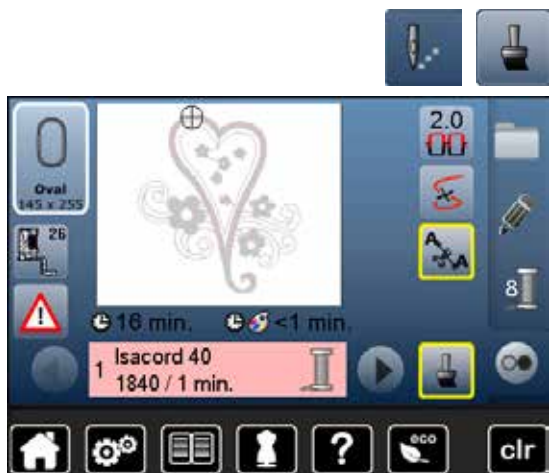 2.0
Oval
145 x 255
26
A
A
8
16 min. <1 min.
1 Isacord 40
1840 / 1 min.
?
eco
clr